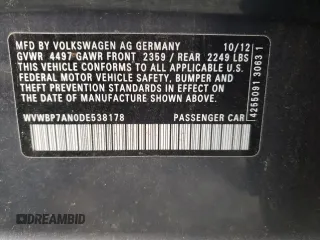 MFD BY VOLKSWAGEN AG GERMANY 10/12
GVWR 4497 GAWR FRONT 2359 / REAR 2249 LBS
THIS VEHICLE CONFORMS TO ALL APPLICABLE U.S.
FEDERAL MOTOR VEHICLE SAFETY, BUMPER AND
THEFT PREVENTION STANDARDS IN EFFECT ON THE
DATE OF MANUFACTURE SHOWN ABOVE.
WVWBP7AN0DE538178 PASSENGER CAR
4255091 3063 1
DREAMBID